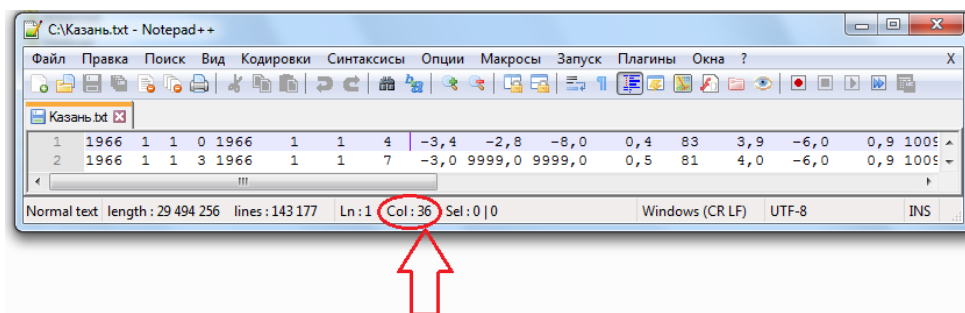 C:\Казань.txt - Notepad++
Файл Правка Поиск Вид Кодировки Синтаксисы Опции Макросы Запуск Плагины Окна ? X
Казань.txt
1 1966 1 1 0 1966 1 1 4 -3,4 -2,8 -8,0 0,4 83 3,9 -6,0 0,9 1009
2 1966 1 1 3 1966 1 1 7 -3,0 9999,0 9999,0 0,5 81 4,0 -6,0 0,9 1009
Normal text length : 29 494 256 lines : 143 177 Ln : 1 Col : 36 Sel : 0 | 0 Windows (CR LF) UTF-8 INS